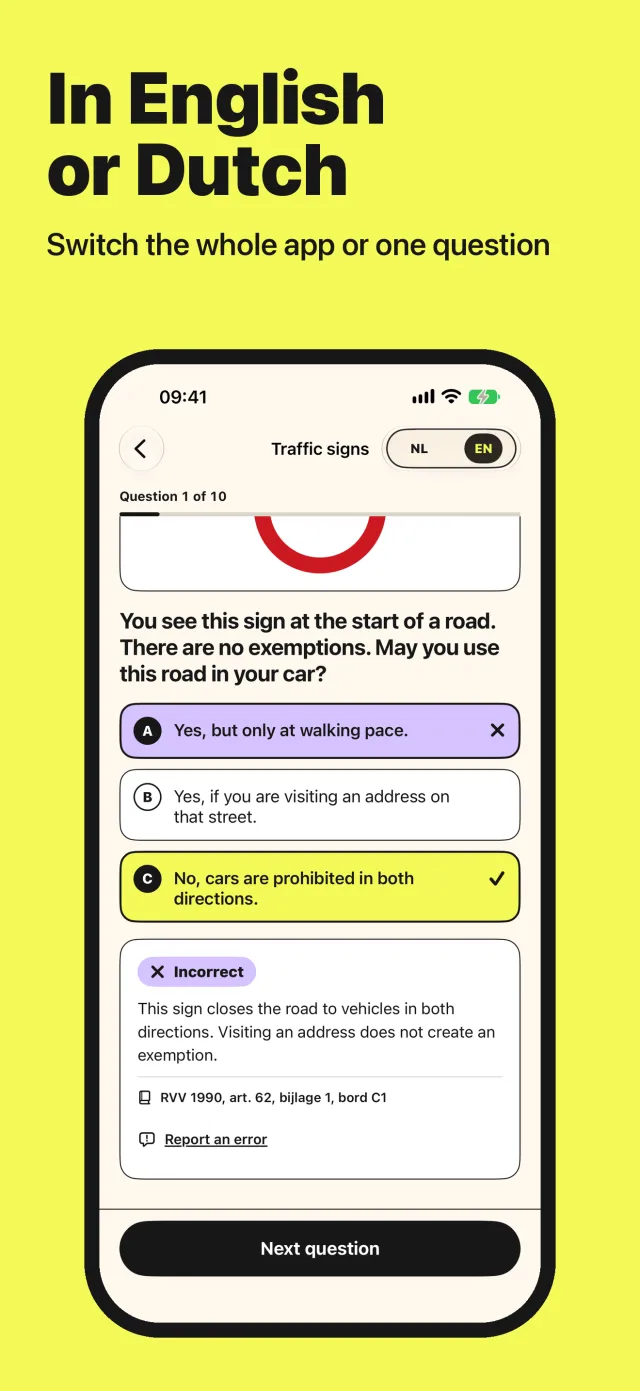 In English
or Dutch
Switch the whole app or one question
09:41
Traffic signs
NL
EN
Question 1 of 10
You see this sign at the start of a road.
There are no exemptions. May you use
this road in your car?
A Yes, but only at walking pace.
B Yes, if you are visiting an address on
that street.
C No, cars are prohibited in both
directions.
Incorrect
This sign closes the road to vehicles in both
directions. Visiting an address does not create an
exemption.
RVV 1990, art. 62, bijlage 1, bord C1
Report an error
Next question